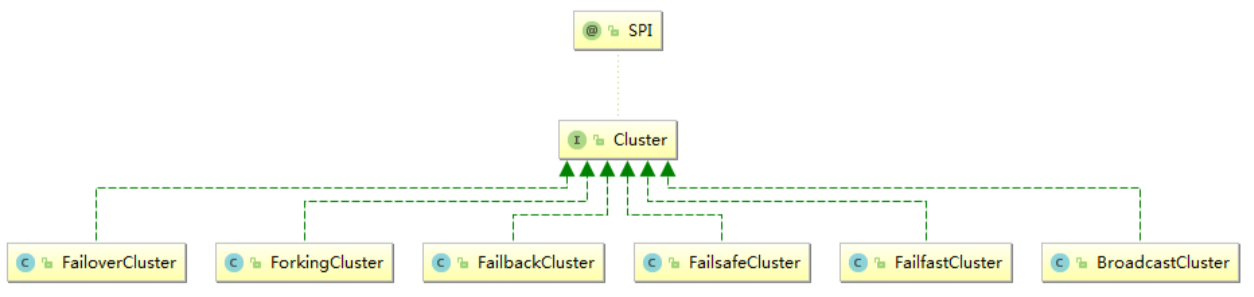 @ SPI
I Cluster
C FailoverCluster
C ForkingCluster
C FailbackCluster
C FailsafeCluster
C FailfastCluster
C BroadcastCluster